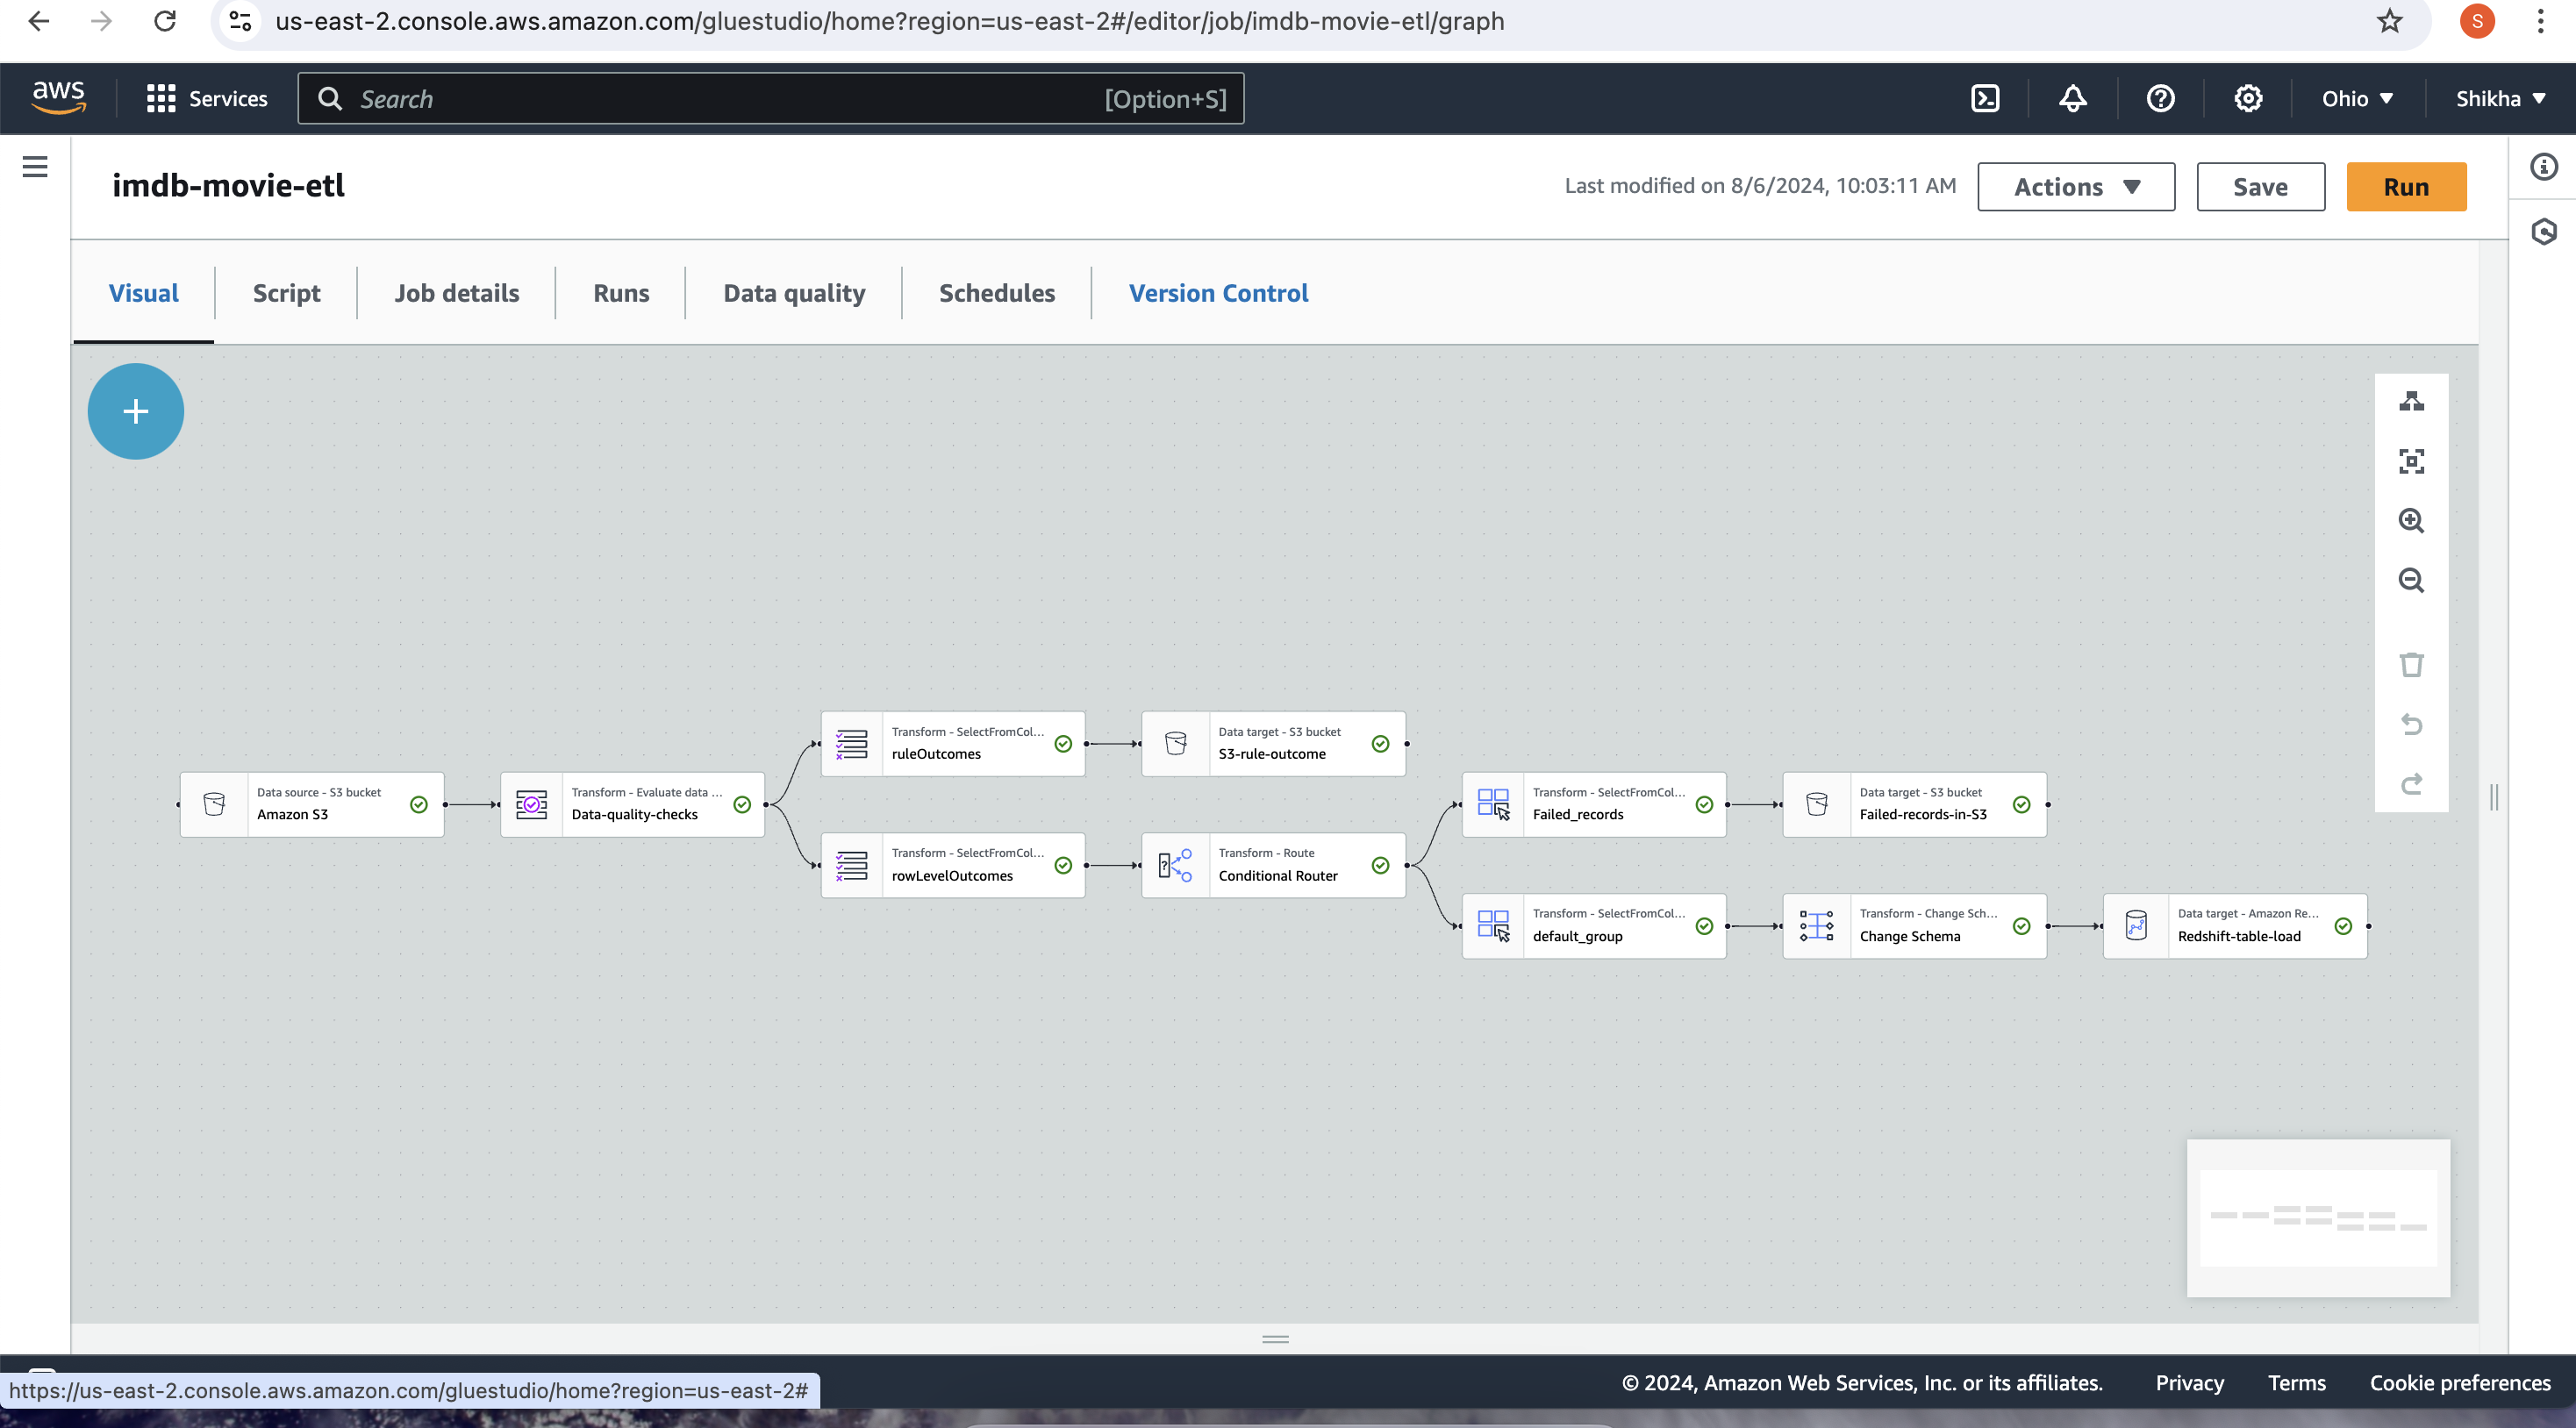 us-east-2.console.aws.amazon.com/gluestudio/home?region=us-east-2#/editor/job/imdb-movie-etl/graph
S
aws
Services
Search
[Option+S]
Ohio
Shikha
imdb-movie-etl
Last modified on 8/6/2024, 10:03:11 AM
Actions
Save
Run
Visual
Script
Job details
Runs
Data quality
Schedules
Version Control
Data source - S3 bucket
Amazon S3
Transform - Evaluate data ...
Data-quality-checks
Transform - SelectFromCol...
ruleOutcomes
Data target - S3 bucket
S3-rule-outcome
Transform - SelectFromCol...
rowLevelOutcomes
Transform - Route
Conditional Router
Transform - SelectFromCol...
Failed_records
Data target - S3 bucket
Failed-records-in-S3
Transform - SelectFromCol...
default_group
Transform - Change Sch...
Change Schema
Data target - Amazon Re...
Redshift-table-load
https://us-east-2.console.aws.amazon.com/gluestudio/home?region=us-east-2#
© 2024, Amazon Web Services, Inc. or its affiliates.
Privacy
Terms
Cookie preferences